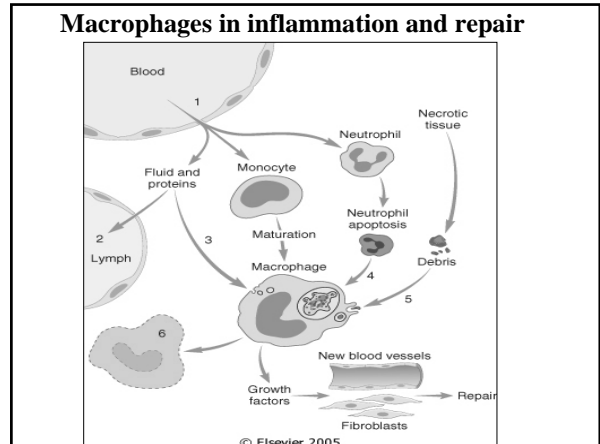 Macrophages in inflammation and repair
Blood
1
Necrotic
tissue
Neutrophil
Fluid and
proteins
Monocyte
Neutrophil
apoptosis
2
Lymph
3
Maturation
Macrophage
4
Debris
5
6
New blood vessels
Growth
factors
Repair
Fibroblasts
© Elsevier 2005